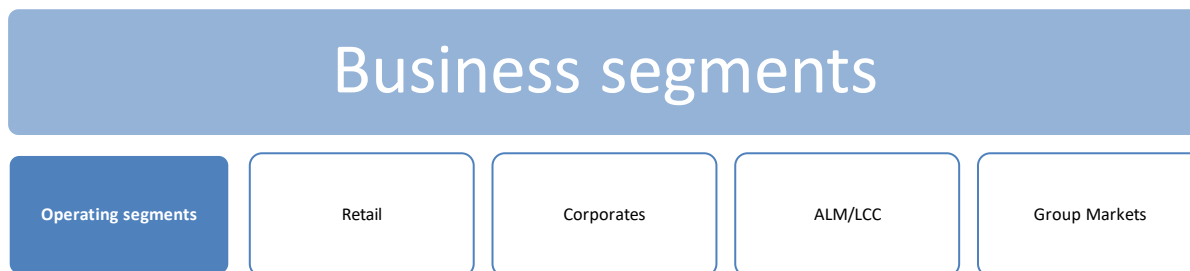 Business segments
Operating segments
Retail
Corporates
ALM/LCC
Group Markets